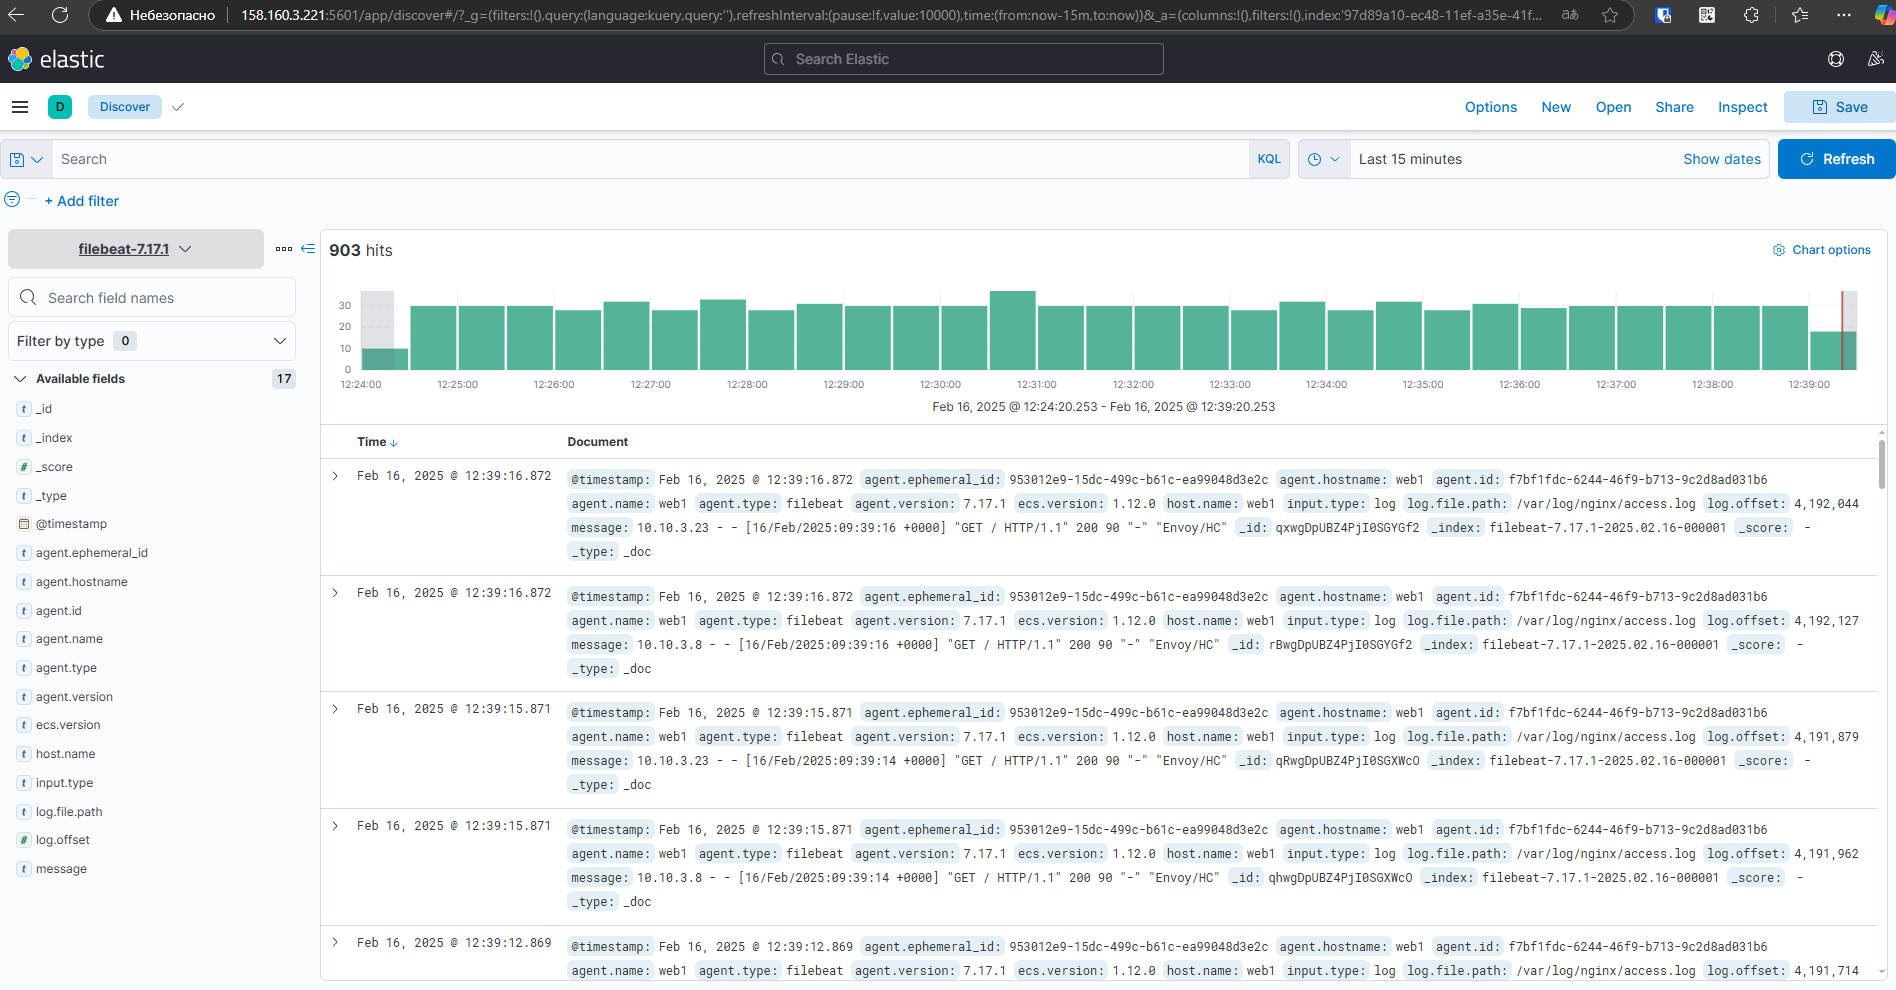 Небезопасно 158.160.3.221:5601/app/discover#/?_g=(filters:!(),query:(language:kuery,query:''),refreshInterval:(pause:!f,value:10000),time:(from:now-15m,to:now))&_a=(columns:!(),filters:!(),index:'97d89a10-ec48-11ef-a35e-41f... аあ
elastic Search Elastic
D Discover Options New Open Share Inspect Save
Search KQL Last 15 minutes Show dates Refresh
+ Add filter
filebeat-7.17.1 903 hits Chart options
Search field names
Filter by type 0
Available fields 17
_id
_index
_score
_type
@timestamp
agent.ephemeral_id
agent.hostname
agent.id
agent.name
agent.type
agent.version
ecs.version
host.name
input.type
log.file.path
log.offset
message
30
20
10
0
12:24:00 12:25:00 12:26:00 12:27:00 12:28:00 12:29:00 12:30:00 12:31:00 12:32:00 12:33:00 12:34:00 12:35:00 12:36:00 12:37:00 12:38:00 12:39:00
Feb 16, 2025 @ 12:24:20.253 - Feb 16, 2025 @ 12:39:20.253
Time Document
Feb 16, 2025 @ 12:39:16.872 @timestamp: Feb 16, 2025 @ 12:39:16.872 agent.ephemeral_id: 953012e9-15dc-499c-b61c-ea99048d3e2c agent.hostname: web1 agent.id: f7bf1fdc-6244-46f9-b713-9c2d8ad031b6
agent.name: web1 agent.type: filebeat agent.version: 7.17.1 ecs.version: 1.12.0 host.name: web1 input.type: log log.file.path: /var/log/nginx/access.log log.offset: 4,192,044
message: 10.10.3.23 - - [16/Feb/2025:09:39:16 +0000] "GET / HTTP/1.1" 200 90 "-" "Envoy/HC" _id: qxwgDpUBZ4PjI0SGYGf2 _index: filebeat-7.17.1-2025.02.16-000001 _score: -
_type: _doc
Feb 16, 2025 @ 12:39:16.872 @timestamp: Feb 16, 2025 @ 12:39:16.872 agent.ephemeral_id: 953012e9-15dc-499c-b61c-ea99048d3e2c agent.hostname: web1 agent.id: f7bf1fdc-6244-46f9-b713-9c2d8ad031b6
agent.name: web1 agent.type: filebeat agent.version: 7.17.1 ecs.version: 1.12.0 host.name: web1 input.type: log log.file.path: /var/log/nginx/access.log log.offset: 4,192,127
message: 10.10.3.8 - - [16/Feb/2025:09:39:16 +0000] "GET / HTTP/1.1" 200 90 "-" "Envoy/HC" _id: rBwgDpUBZ4PjI0SGYGf2 _index: filebeat-7.17.1-2025.02.16-000001 _score: -
_type: _doc
Feb 16, 2025 @ 12:39:15.871 @timestamp: Feb 16, 2025 @ 12:39:15.871 agent.ephemeral_id: 953012e9-15dc-499c-b61c-ea99048d3e2c agent.hostname: web1 agent.id: f7bf1fdc-6244-46f9-b713-9c2d8ad031b6
agent.name: web1 agent.type: filebeat agent.version: 7.17.1 ecs.version: 1.12.0 host.name: web1 input.type: log log.file.path: /var/log/nginx/access.log log.offset: 4,191,879
message: 10.10.3.23 - - [16/Feb/2025:09:39:14 +0000] "GET / HTTP/1.1" 200 90 "-" "Envoy/HC" _id: qRwgDpUBZ4PjI0SGXWcO _index: filebeat-7.17.1-2025.02.16-000001 _score: -
_type: _doc
Feb 16, 2025 @ 12:39:15.871 @timestamp: Feb 16, 2025 @ 12:39:15.871 agent.ephemeral_id: 953012e9-15dc-499c-b61c-ea99048d3e2c agent.hostname: web1 agent.id: f7bf1fdc-6244-46f9-b713-9c2d8ad031b6
agent.name: web1 agent.type: filebeat agent.version: 7.17.1 ecs.version: 1.12.0 host.name: web1 input.type: log log.file.path: /var/log/nginx/access.log log.offset: 4,191,962
message: 10.10.3.8 - - [16/Feb/2025:09:39:14 +0000] "GET / HTTP/1.1" 200 90 "-" "Envoy/HC" _id: qhwgDpUBZ4PjI0SGXWcO _index: filebeat-7.17.1-2025.02.16-000001 _score: -
_type: _doc
Feb 16, 2025 @ 12:39:12.869 @timestamp: Feb 16, 2025 @ 12:39:12.869 agent.ephemeral_id: 953012e9-15dc-499c-b61c-ea99048d3e2c agent.hostname: web1 agent.id: f7bf1fdc-6244-46f9-b713-9c2d8ad031b6
agent.name: web1 agent.type: filebeat agent.version: 7.17.1 ecs.version: 1.12.0 host.name: web1 input.type: log log.file.path: /var/log/nginx/access.log log.offset: 4,191,714